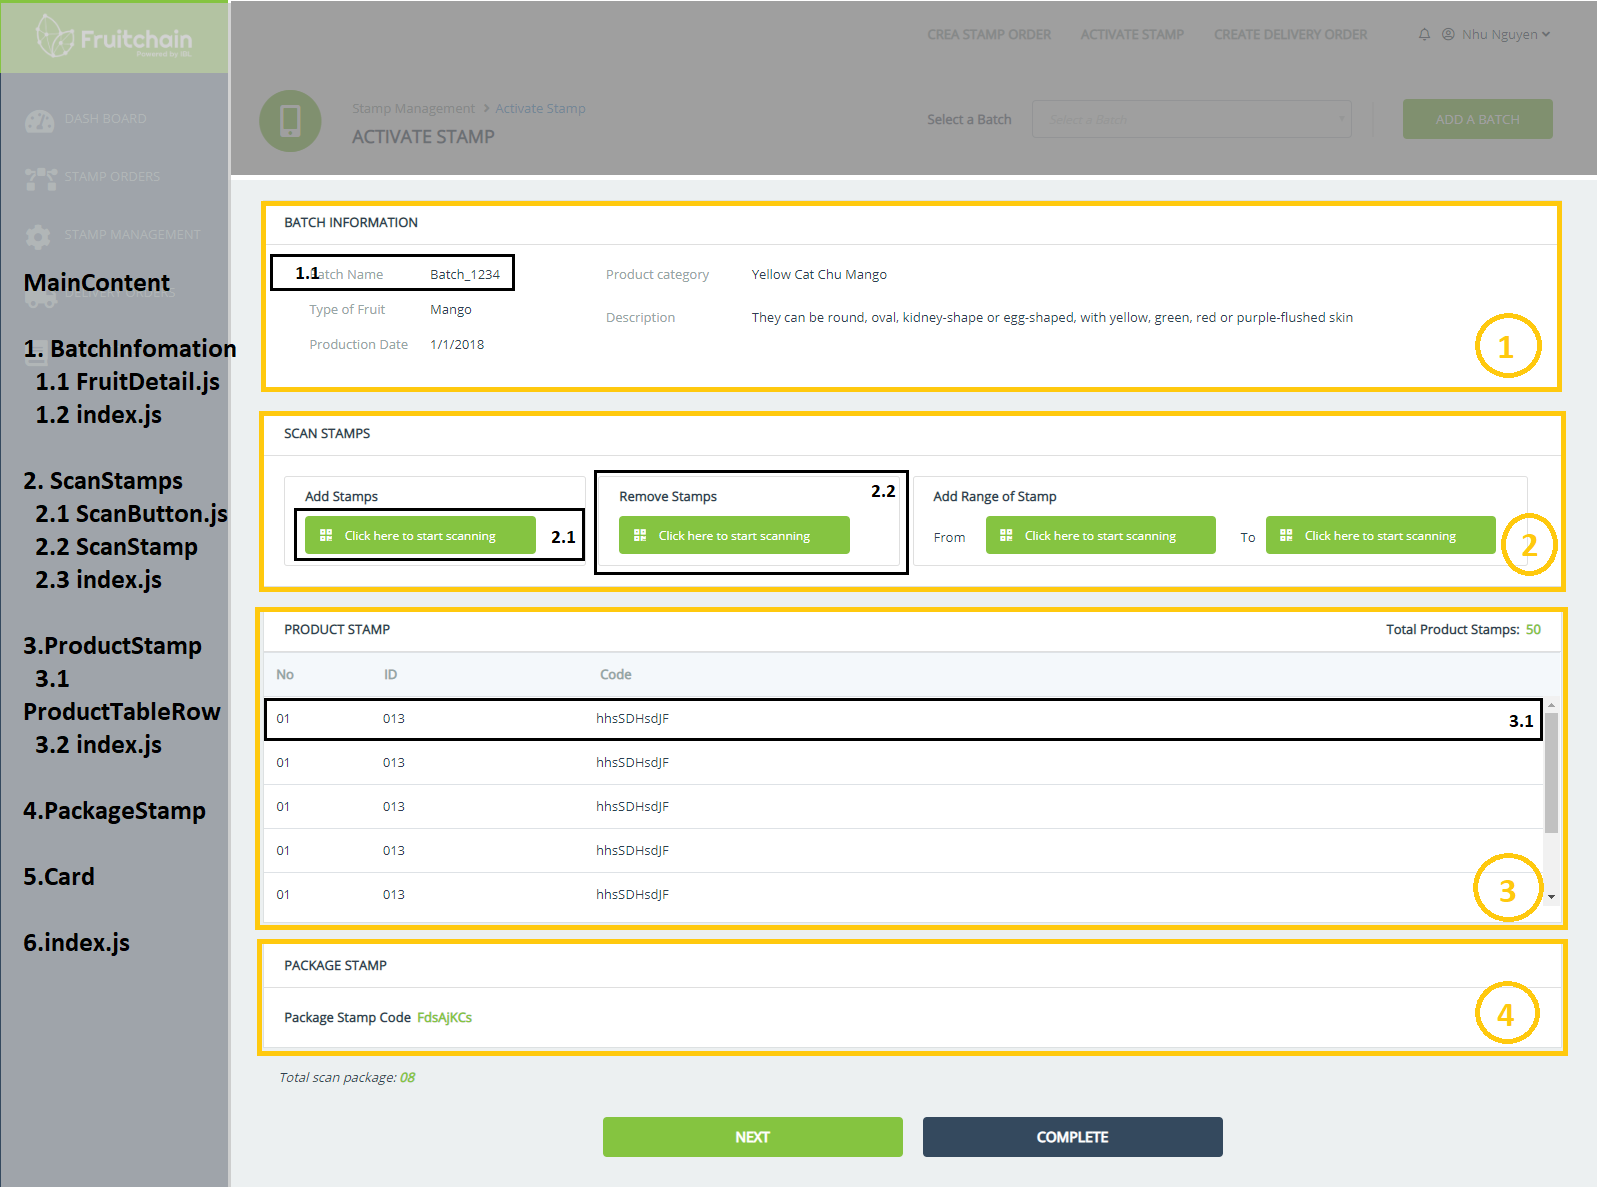 Fruitchain
Powered by
CREA STAMP ORDER
ACTIVATE STAMP
CREATE DELIVERY ORDER
Nhu Nguyen
Stamp Management > Activate Stamp
ACTIVATE STAMP
Select a Batch
Select a Batch
ADD A BATCH
DASH BOARD
STAMP ORDERS
STAMP MANAGEMENT
DELIVERY ORDERS
MainContent
1. BatchInfomation
1.1 FruitDetail.js
1.2 index.js
2. ScanStamps
2.1 ScanButton.js
2.2 ScanStamp
2.3 index.js
3.ProductStamp
3.1
ProductTableRow
3.2 index.js
4.PackageStamp
5.Card
6.index.js
BATCH INFORMATION
1.1 Batch Name Batch_1234
Type of Fruit Mango
Production Date 1/1/2018
Product category Yellow Cat Chu Mango
Description They can be round, oval, kidney-shape or egg-shaped, with yellow, green, red or purple-flushed skin
1
SCAN STAMPS
Add Stamps
Click here to start scanning 2.1
Remove Stamps 2.2
Click here to start scanning
Add Range of Stamp
From Click here to start scanning To Click here to start scanning
2
PRODUCT STAMP Total Product Stamps: 50
No ID Code
01 013 hhsSDHsdJF 3.1
01 013 hhsSDHsdJF
01 013 hhsSDHsdJF
01 013 hhsSDHsdJF
01 013 hhsSDHsdJF
3
PACKAGE STAMP
Package Stamp Code FdsAjKCs
4
Total scan package: 08
NEXT
COMPLETE